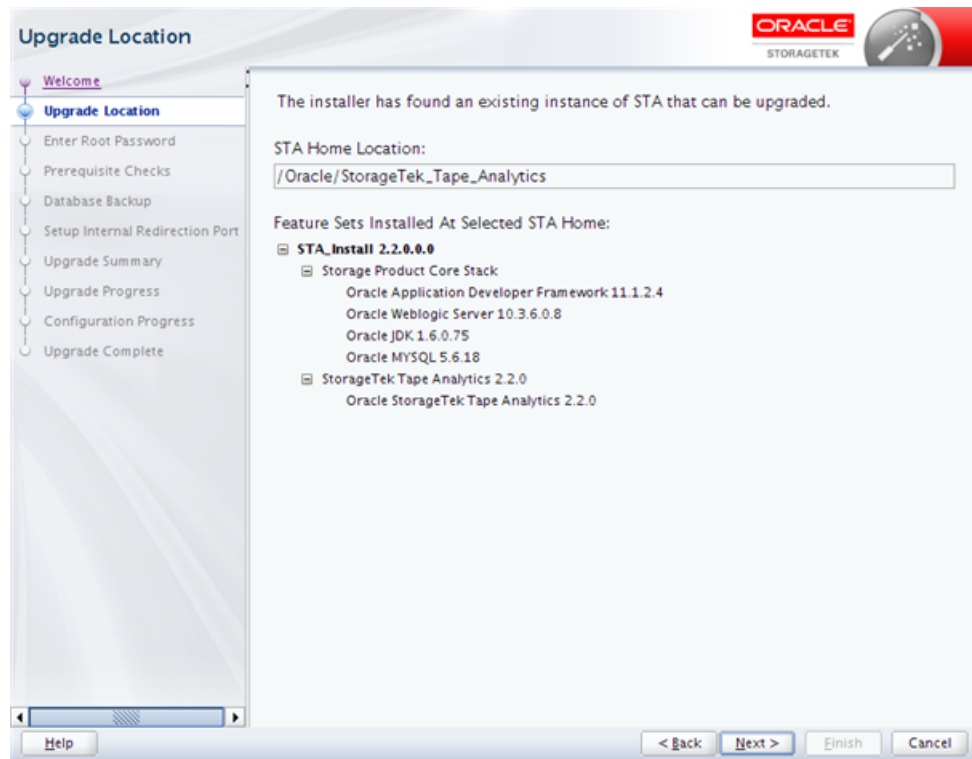 Upgrade Location
ORACLE
STORAGETEK
Welcome
Upgrade Location
Enter Root Password
Prerequisite Checks
Database Backup
Setup Internal Redirection Port
Upgrade Summary
Upgrade Progress
Configuration Progress
Upgrade Complete
The installer has found an existing instance of STA that can be upgraded.
STA Home Location:
/Oracle/StorageTek_Tape_Analytics
Feature Sets Installed At Selected STA Home:
STA_Install 2.2.0.0.0
Storage Product Core Stack
Oracle Application Developer Framework 11.1.2.4
Oracle Weblogic Server 10.3.6.0.8
Oracle JDK 1.6.0.75
Oracle MYSQL 5.6.18
StorageTek Tape Analytics 2.2.0
Oracle StorageTek Tape Analytics 2.2.0
Help
< Back
Next >
Finish
Cancel